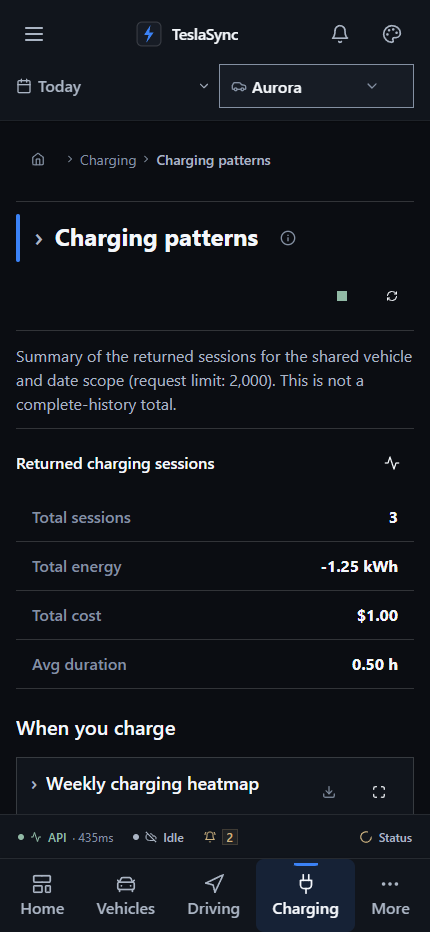 TeslaSync
Today
Aurora
Charging
Charging patterns
Charging patterns
Summary of the returned sessions for the shared vehicle
and date scope (request limit: 2,000). This is not a
complete-history total.
Returned charging sessions
Total sessions 3
Total energy -1.25 kWh
Total cost $1.00
Avg duration 0.50 h
When you charge
Weekly charging heatmap
API · 435ms Idle 2 Status
Home Vehicles Driving Charging More